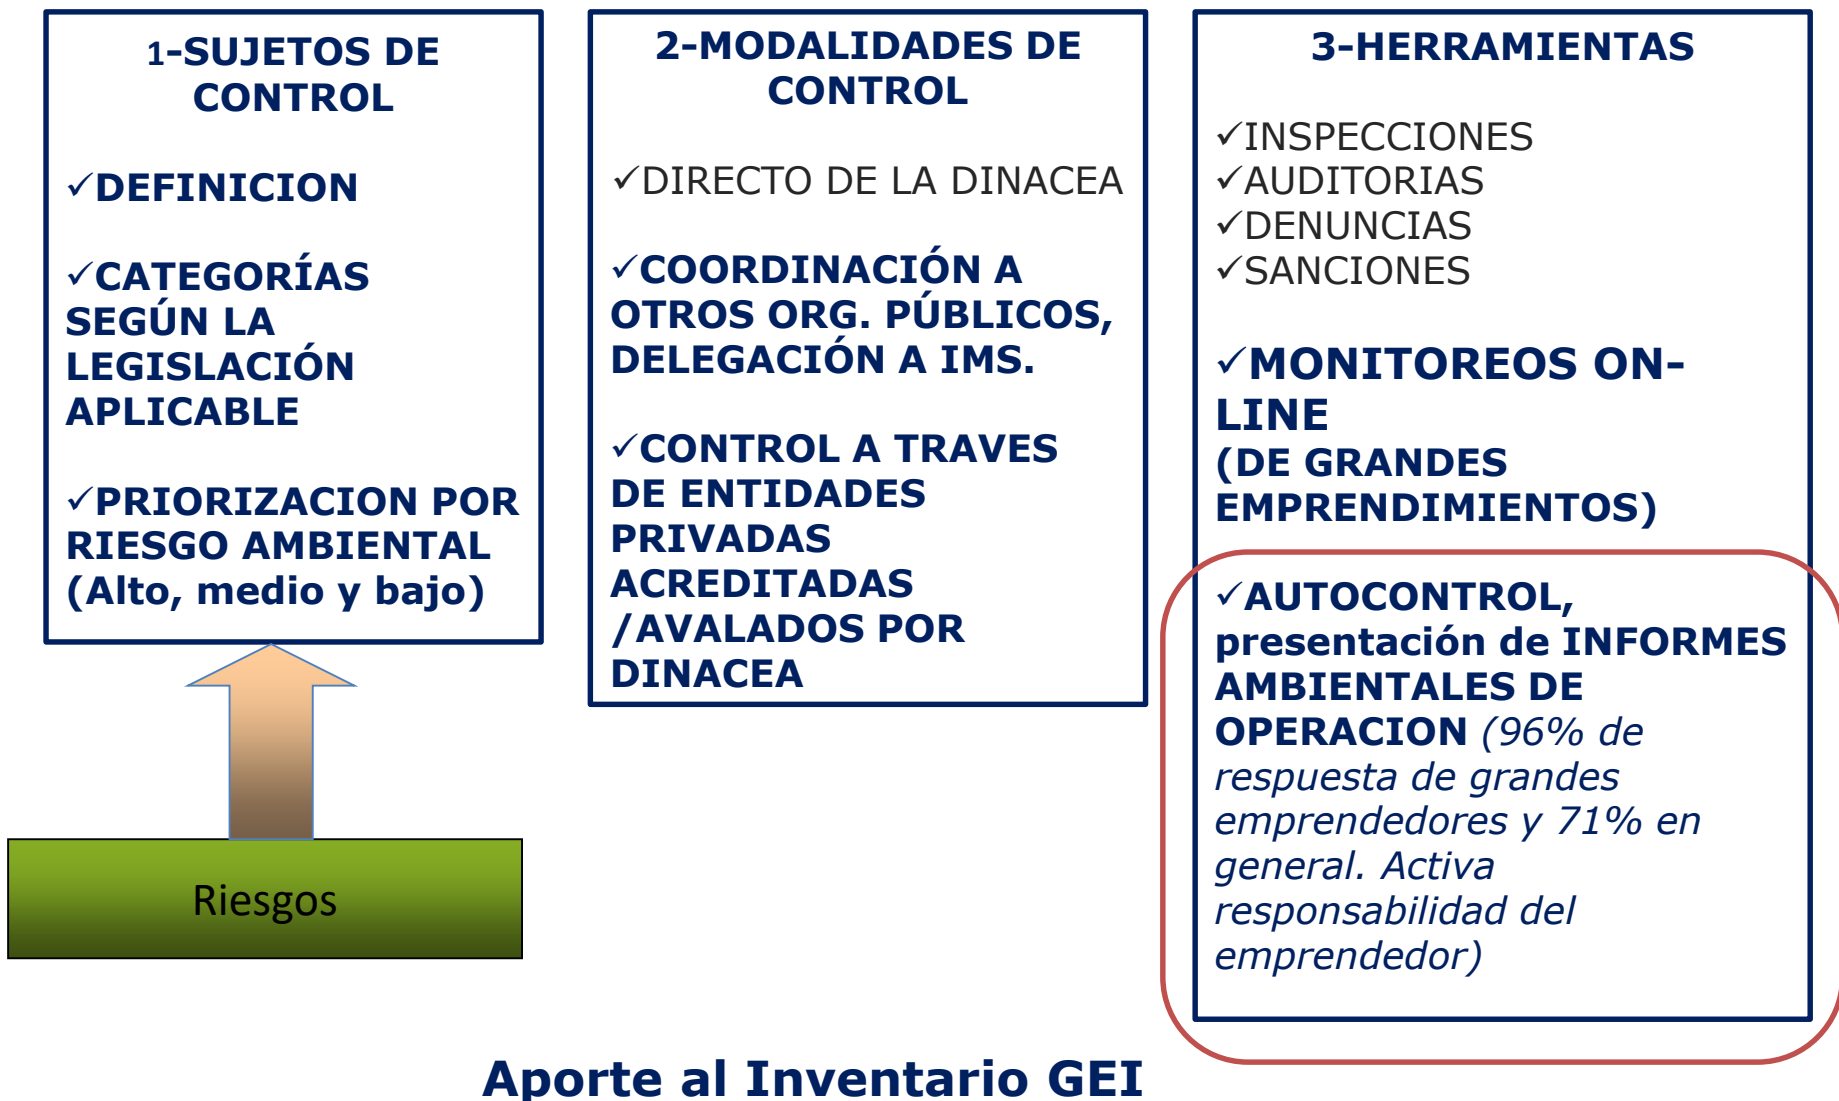 1-SUJETOS DE
CONTROL
✓DEFINICION
✓CATEGORÍAS
SEGÚN LA
LEGISLACIÓN
APLICABLE
✓PRIORIZACION POR
RIESGO AMBIENTAL
(Alto, medio y bajo)
Riesgos
2-MODALIDADES DE
CONTROL
✓DIRECTO DE LA DINACEA
✓COORDINACIÓN A
OTROS ORG. PÚBLICOS,
DELEGACIÓN A IMS.
✓CONTROL A TRAVES
DE ENTIDADES
PRIVADAS
ACREDITADAS
/AVALADOS POR
DINACEA
3-HERRAMIENTAS
✓INSPECCIONES
✓AUDITORIAS
✓DENUNCIAS
✓SANCIONES
✓MONITOREOS ON-
LINE
(DE GRANDES
EMPRENDIMIENTOS)
✓AUTOCONTROL,
presentación de INFORMES
AMBIENTALES DE
OPERACION (96% de
respuesta de grandes
emprendedores y 71% en
general. Activa
responsabilidad del
emprendedor)
Aporte al Inventario GEI